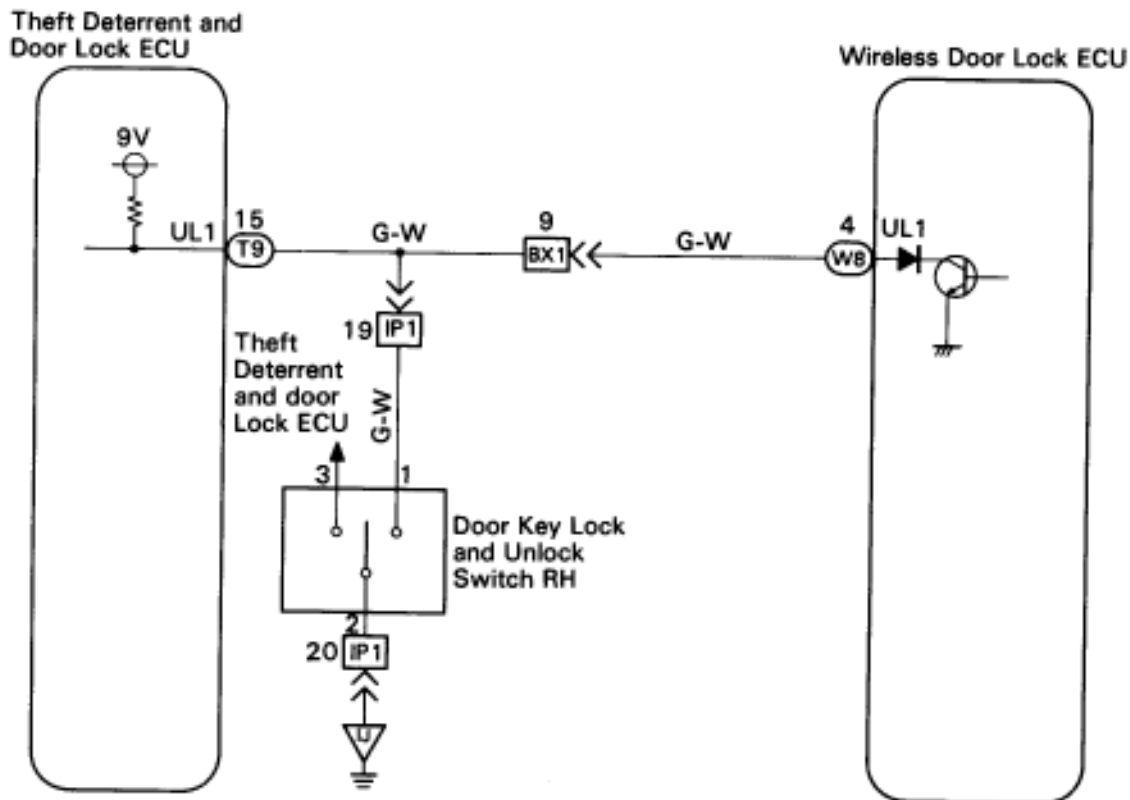 Theft Deterrent and
Door Lock ECU
Wireless Door Lock ECU
9V
UL1
15
T9
G-W
9
BX1
G-W
4
W8
UL1
19
IP1
Theft
Deterrent
and door
Lock ECU
G-W
3
1
Door Key Lock
and Unlock
Switch RH
2
20
IP1